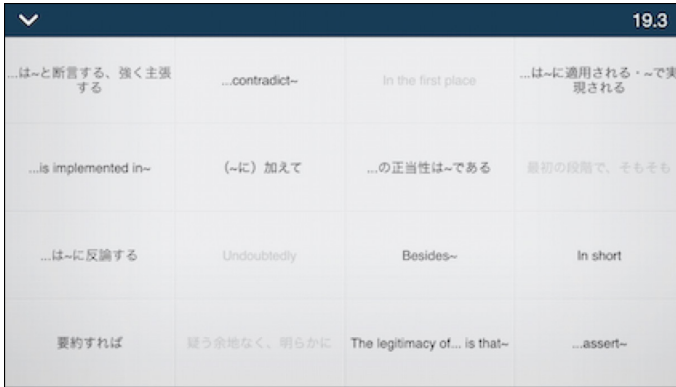 19.3
...は~と断言する、強く主張
する
...contradict~
In the first place
...は~に適用される・~で実
現される
...is implemented in~
（~に）加えて
...の正当性は~である
最初の段階で、そもそも
...は~に反論する
Undoubtedly
Besides~
In short
要約すれば
疑う余地なく、明らかに
The legitimacy of... is that~
...assert~